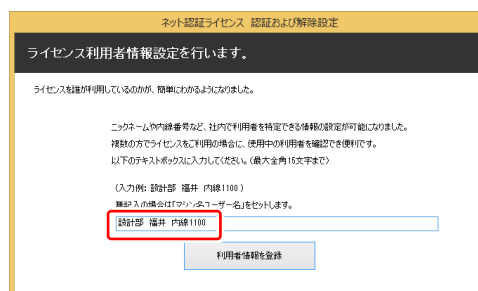 ネット認証ライセンス 認証および解除設定
ライセンス利用者情報設定を行います。
ライセンスを誰が利用しているのかが、簡単にわかるようになりました。
ニックネームや内線番号など、社内で利用者を特定できる情報の設定が可能になりました。
複数の方でライセンスをご利用の場合に、使用中の利用者を確認でき便利です。
以下のテキストボックスに入力してください。(最大全角15文字まで)
(入力例: 設計部 福井 内線1100)
無記入の場合は「マシン名ユーザー名」をセットします。
設計部 福井 内線1100
利用者情報を登録